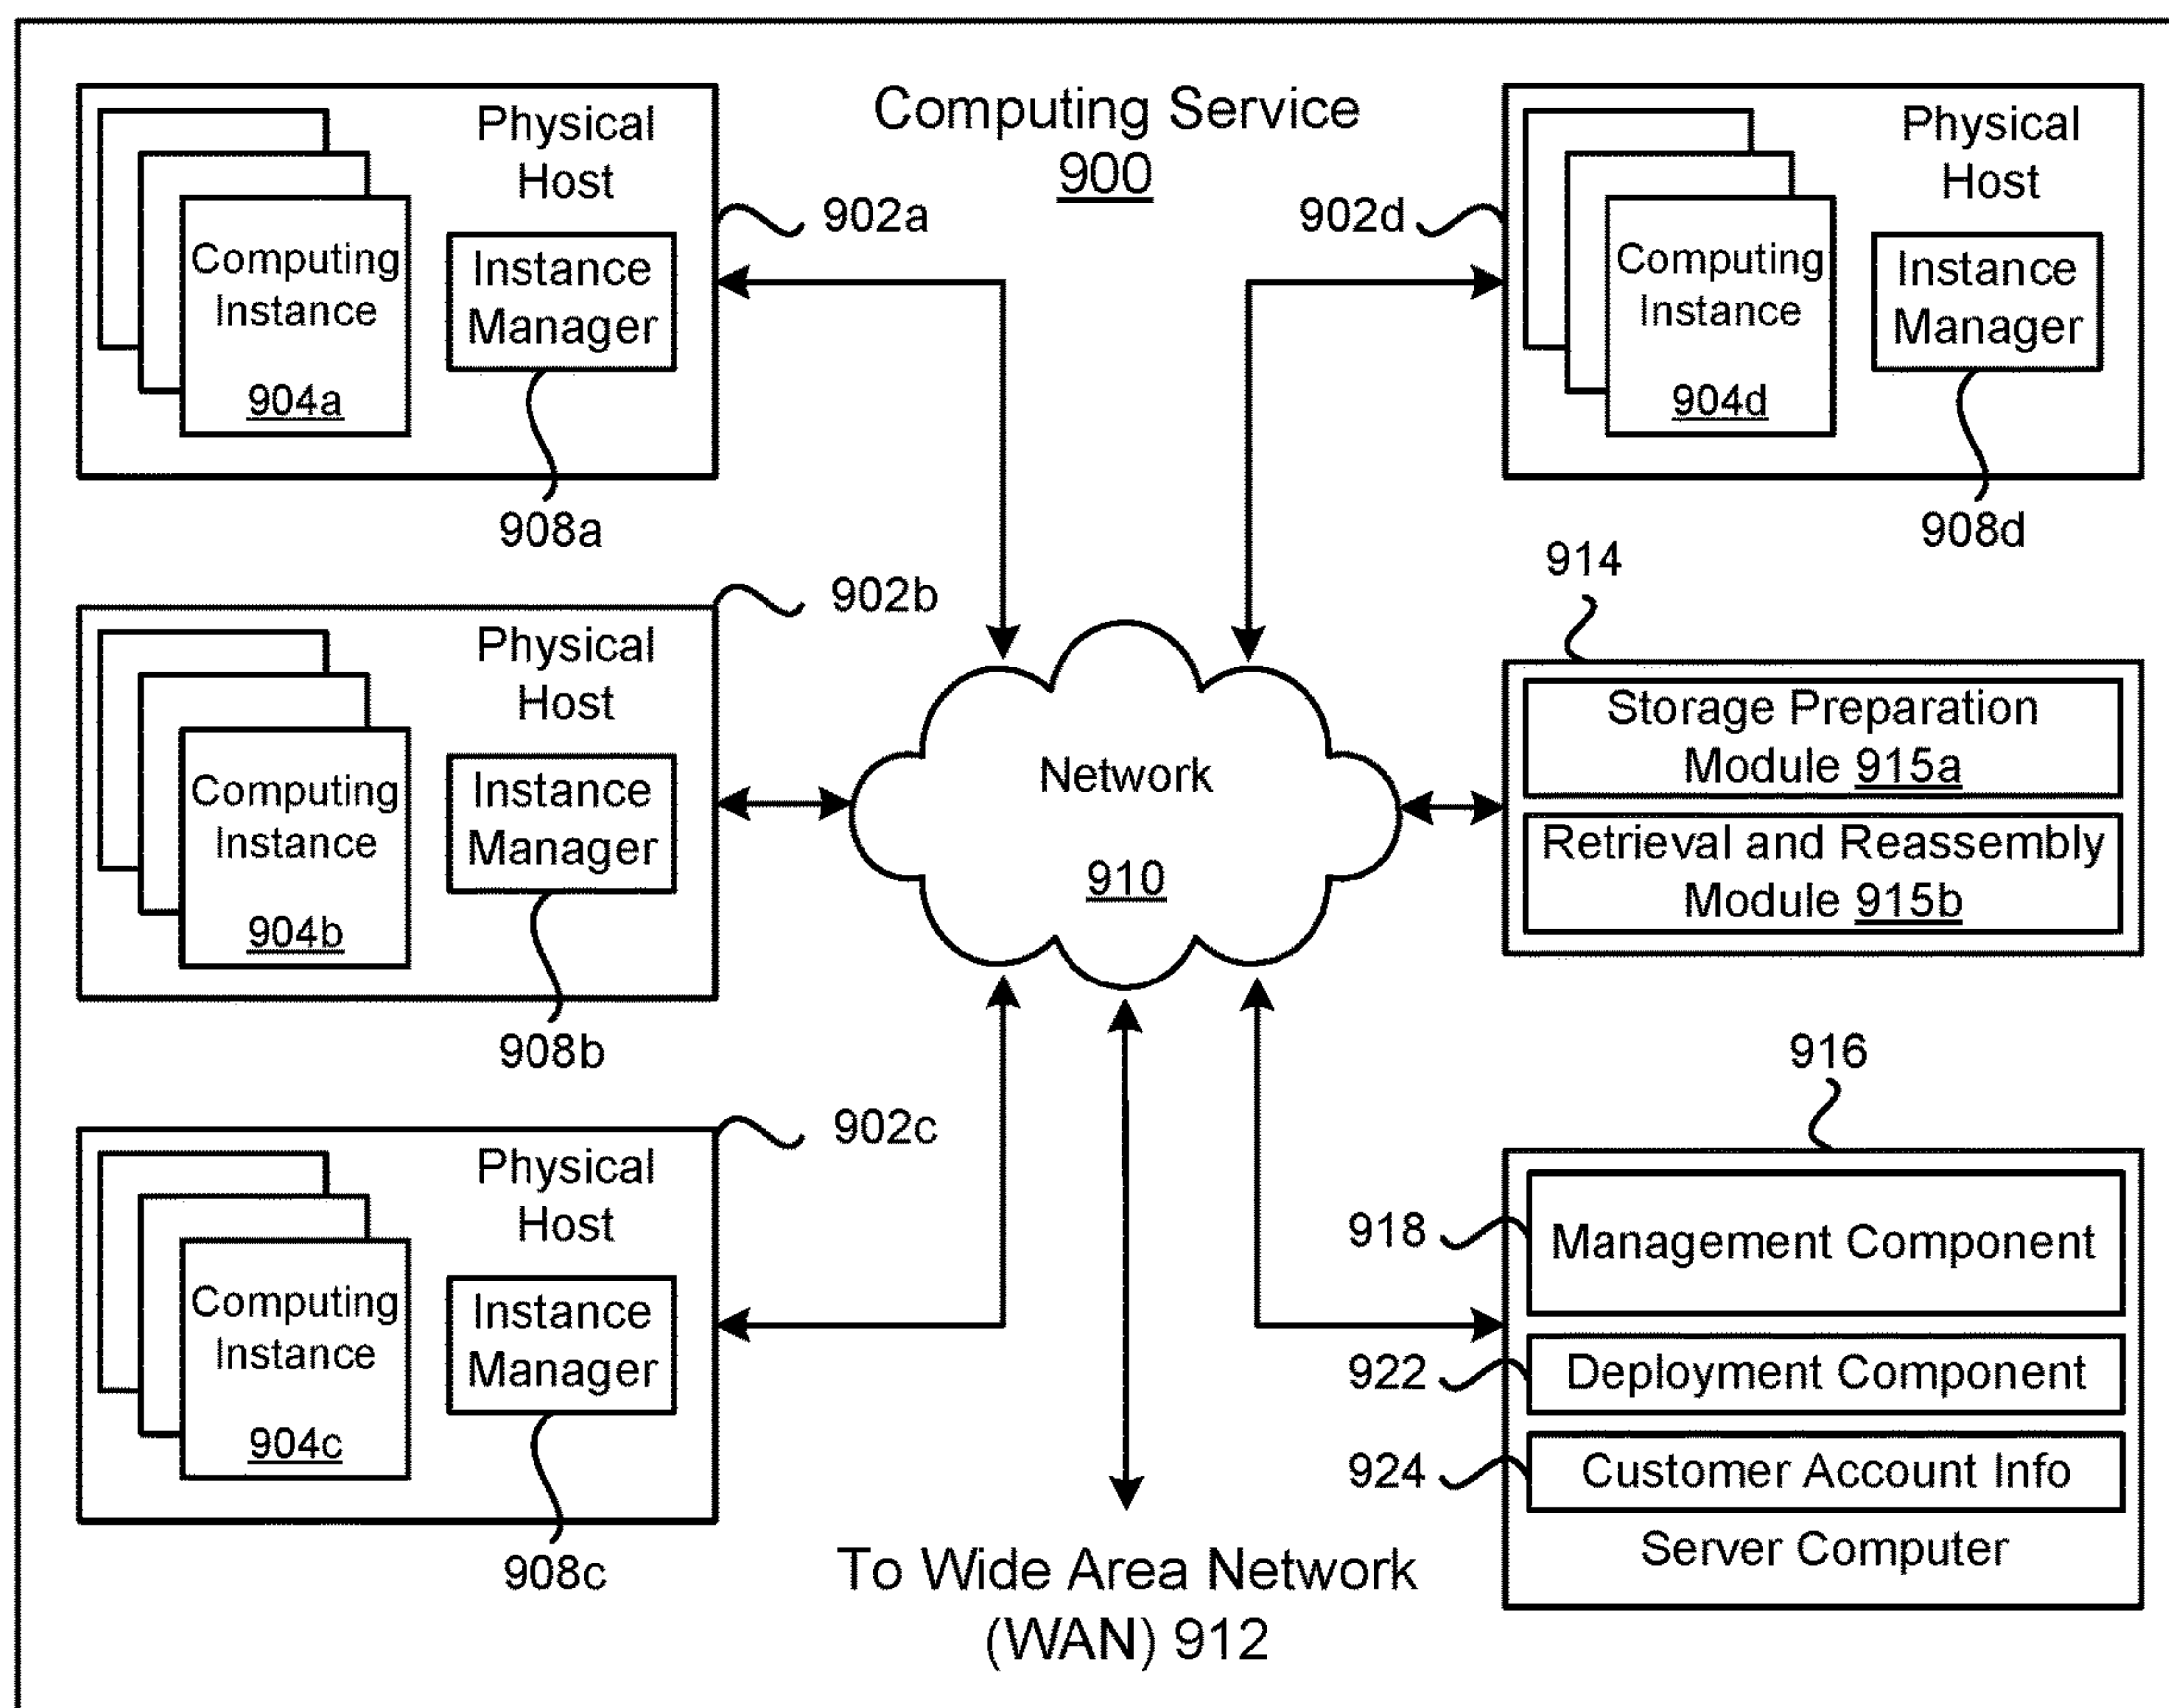 Computing Service
900
Physical
Host
Computing
Instance
904a
Instance
Manager
902a
908a
Physical
Host
Computing
Instance
904d
Instance
Manager
902d
908d
Physical
Host
Computing
Instance
904b
Instance
Manager
902b
908b
Network
910
914
Storage Preparation
Module 915a
Retrieval and Reassembly
Module 915b
Physical
Host
Computing
Instance
904c
Instance
Manager
902c
908c
To Wide Area Network
(WAN) 912
916
918
Management Component
922
Deployment Component
924
Customer Account Info
Server Computer